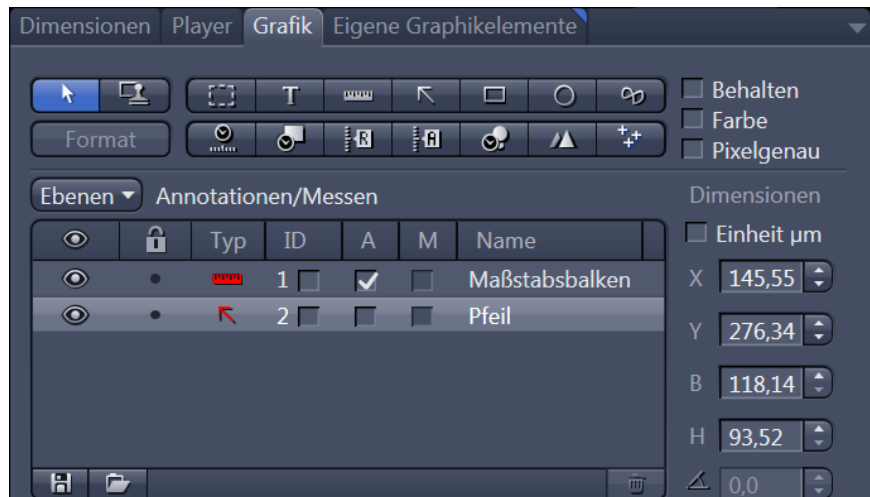 Dimensionen Player Grafik Eigene Graphikelemente
T
Behalten
Farbe
Format
Pixelgenau
Ebenen Annotationen/Messen
Dimensionen
Typ ID A M Name
Einheit µm
1 Maßstabsbalken
X 145,55
2 Pfeil
Y 276,34
B 118,14
H 93,52
0,0